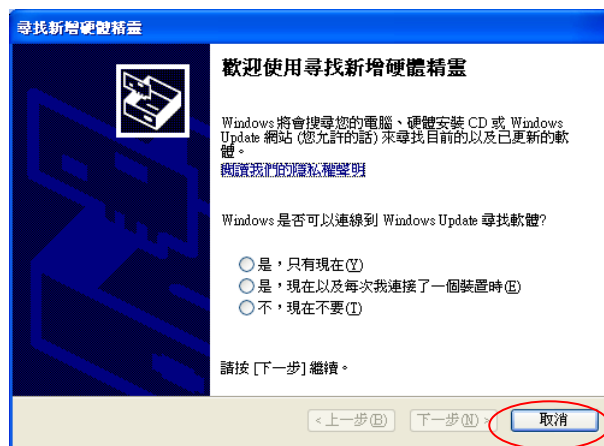 尋找新增硬體精靈
歡迎使用尋找新增硬體精靈
Windows 將會搜尋您的電腦、硬體安裝 CD 或 Windows
Update 網站 (您允許的話) 來尋找目前的以及已更新的軟
體。
閱讀我們的隱私權聲明
Windows 是否可以連線到 Windows Update 尋找軟體?
是，只有現在(Y)
是，現在以及每次我連接了一個裝置時(E)
不，現在不要(T)
請按 [下一步] 繼續。
<上一步(B) 下一步(N) > 取消